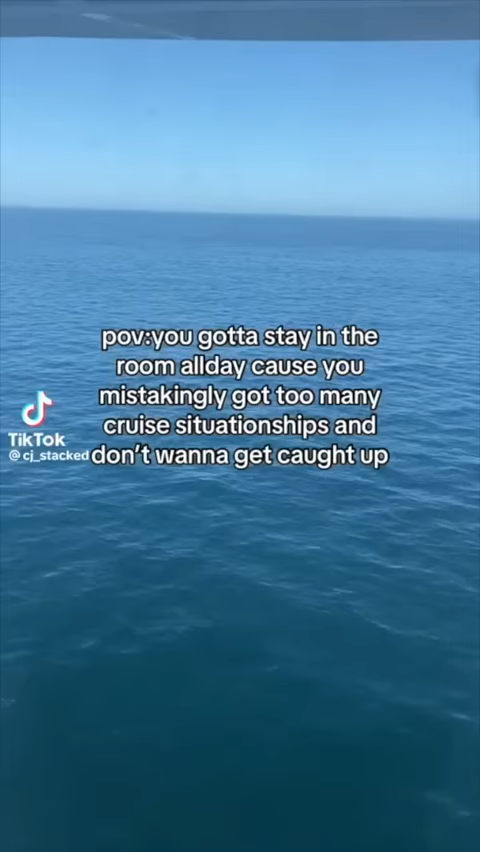 pov:you gotta stay in the
room allday cause you
mistakingly got too many
cruise situationships and
don't wanna get caught up
TikTok
@cj_stacked